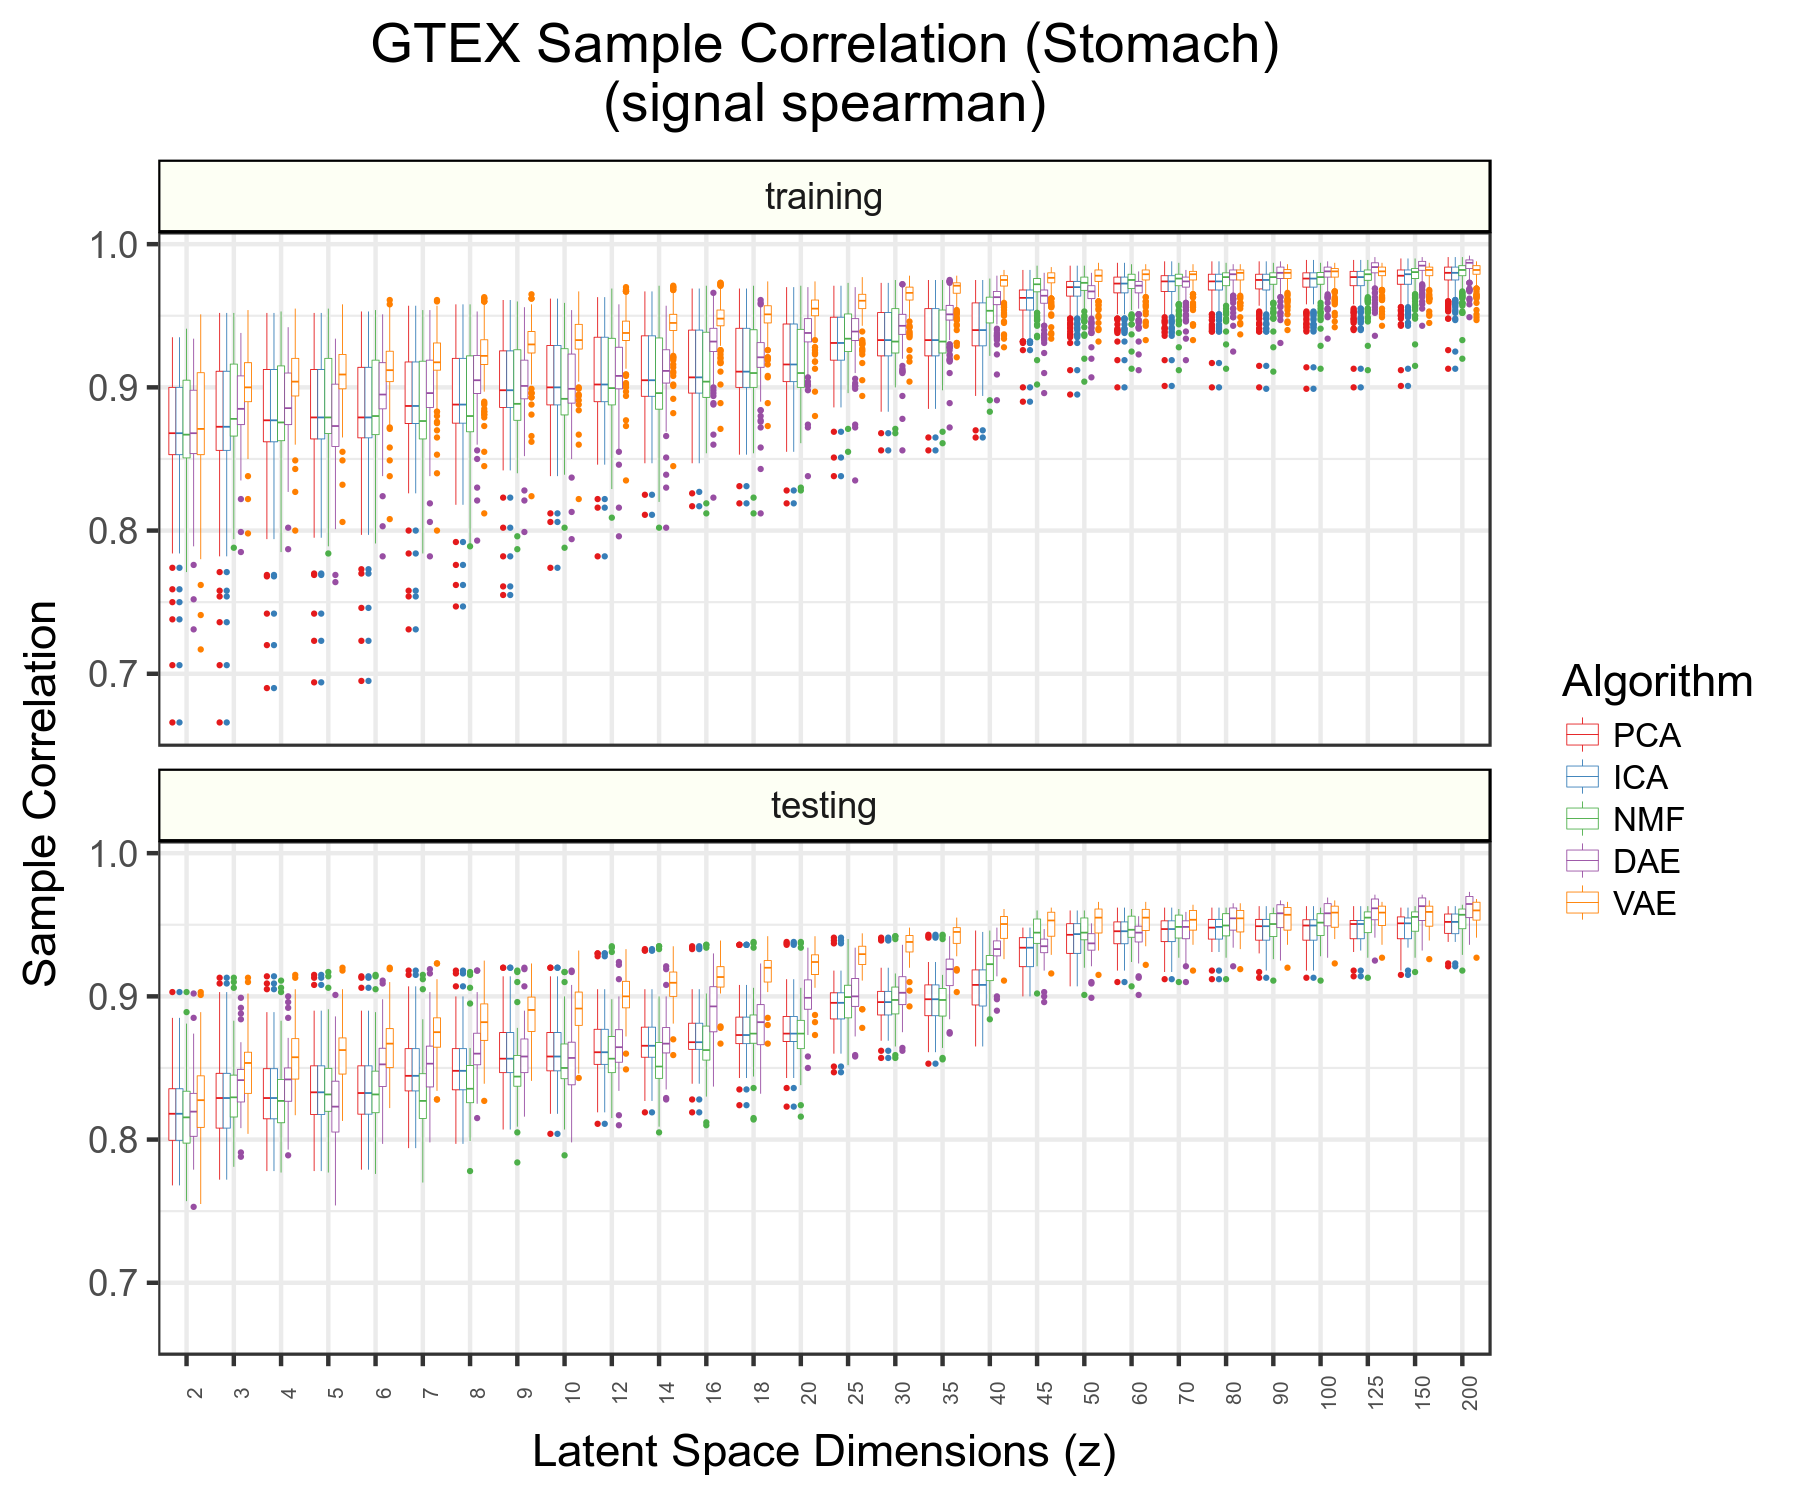 GTEX Sample Correlation (Stomach)
(signal spearman)
training
1.0
0.9
0.8
0.7
testing
1.0
0.9
0.8
0.7
Sample Correlation
2 3 4 5 6 7 8 9 10 12 14 16 18 20 25 30 35 40 45 50 60 70 80 90 100 125 150 200
Latent Space Dimensions (z)
Algorithm
PCA
ICA
NMF
DAE
VAE